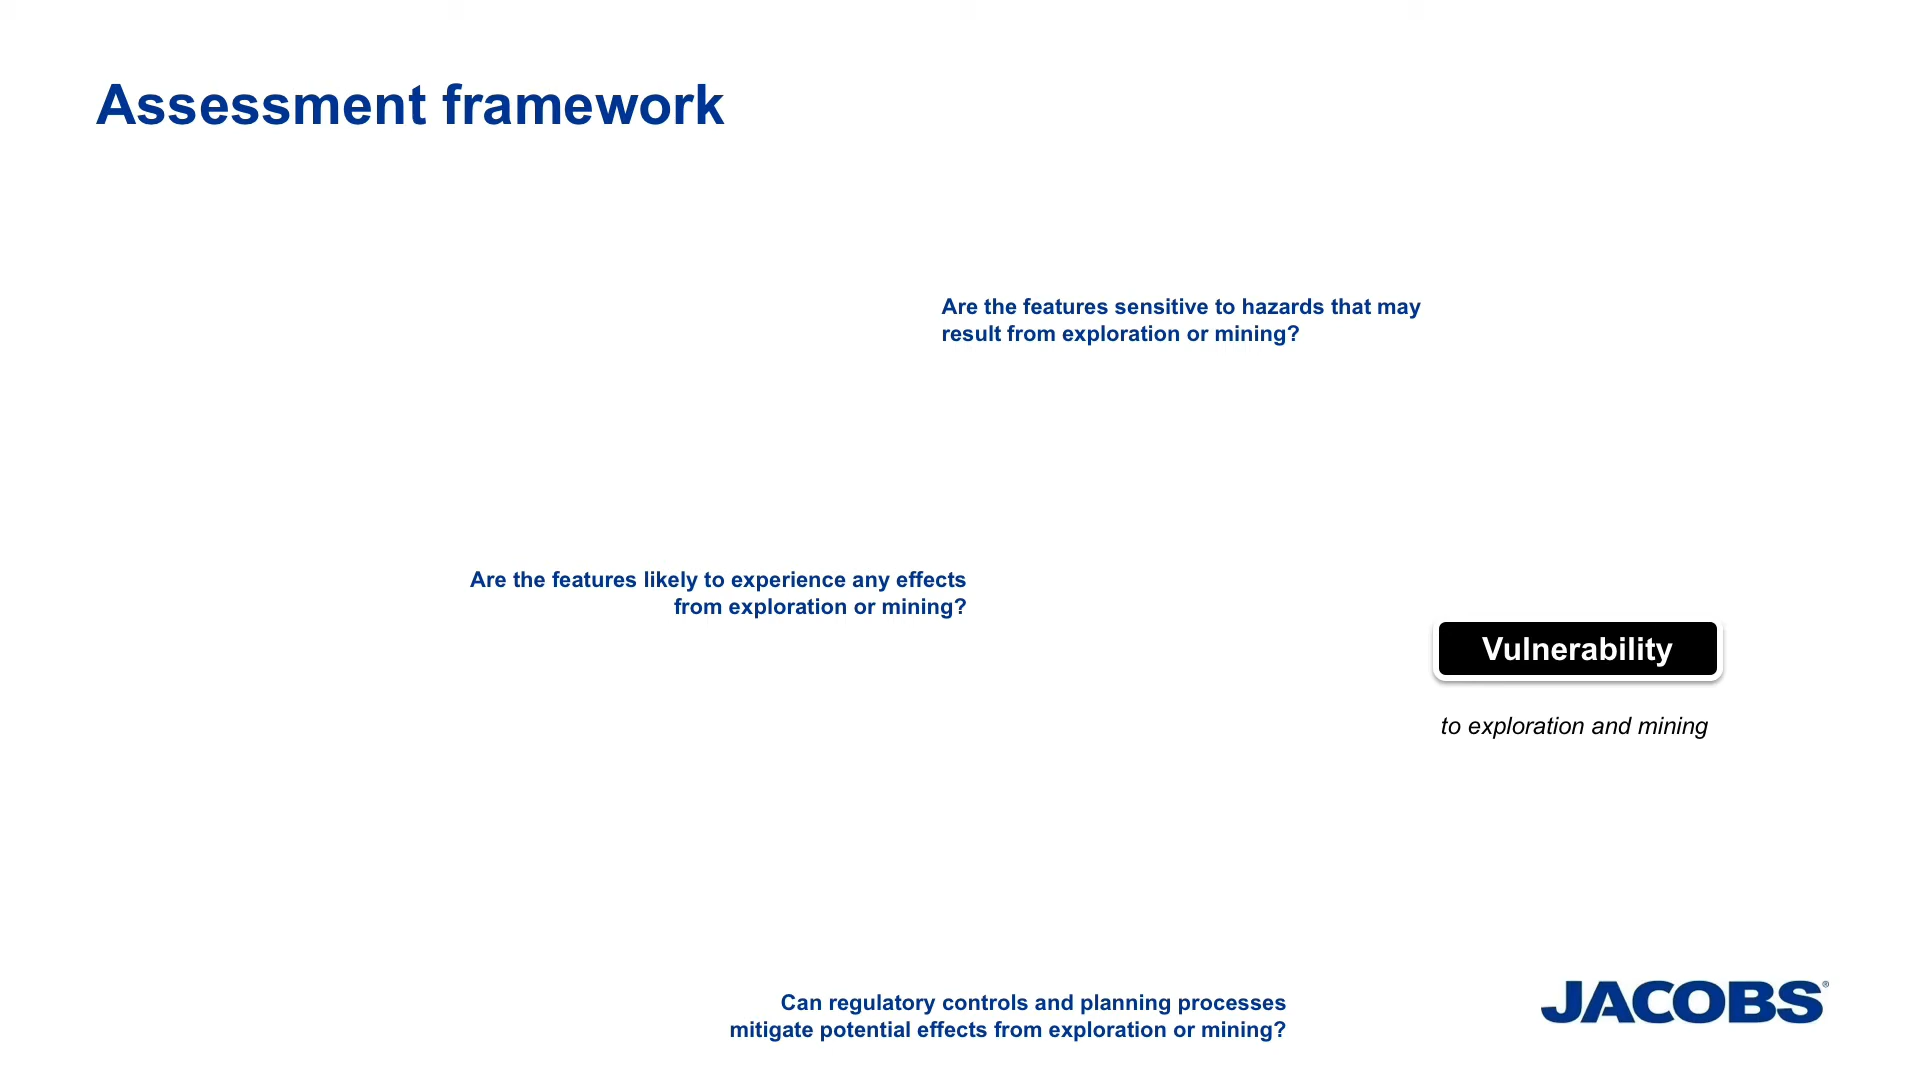 Assessment framework
Are the features sensitive to hazards that may
result from exploration or mining?
Are the features likely to experience any effects
from exploration or mining?
Vulnerability
to exploration and mining
Can regulatory controls and planning processes
mitigate potential effects from exploration or mining?
JACOBS®